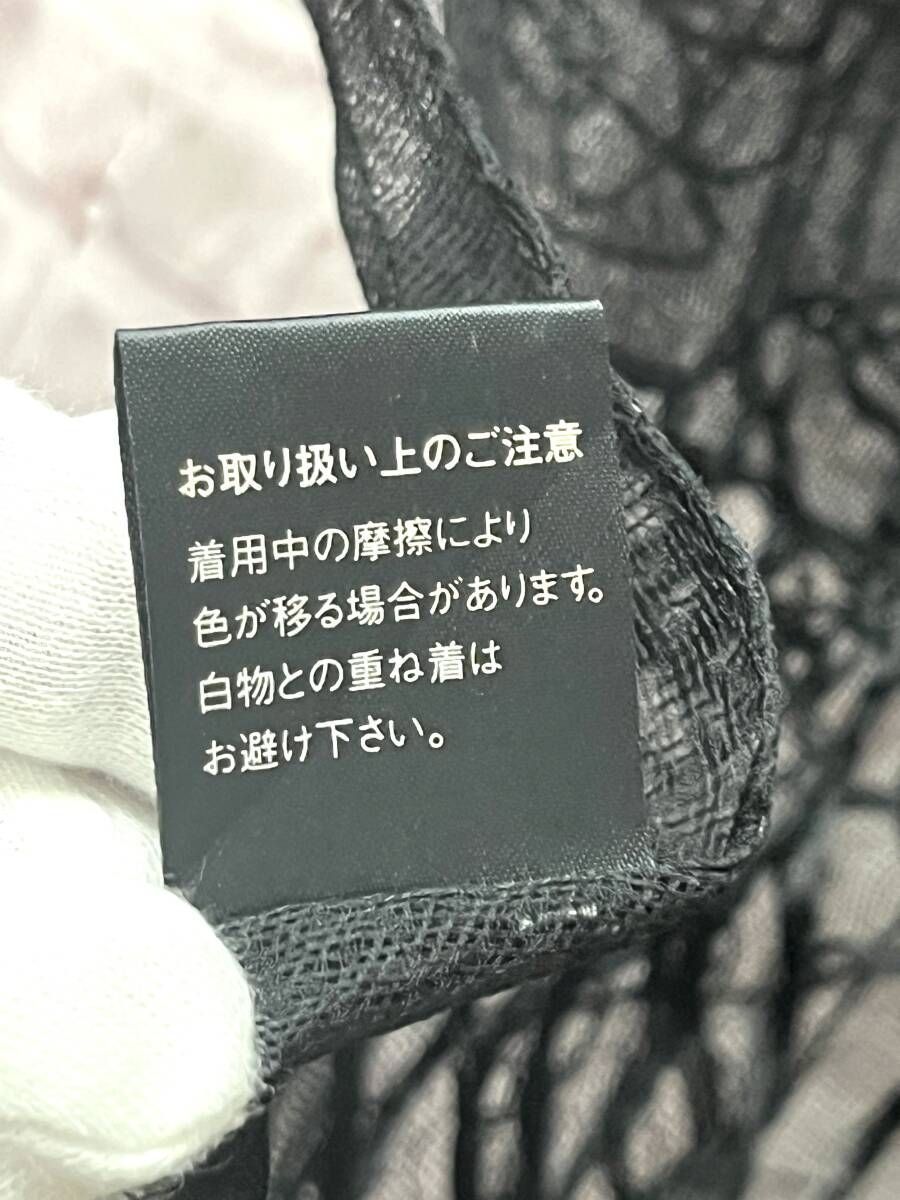 お取り扱い上のご注意
着用中の摩擦により
色が移る場合があります。
白物との重ね着は
お避け下さい。